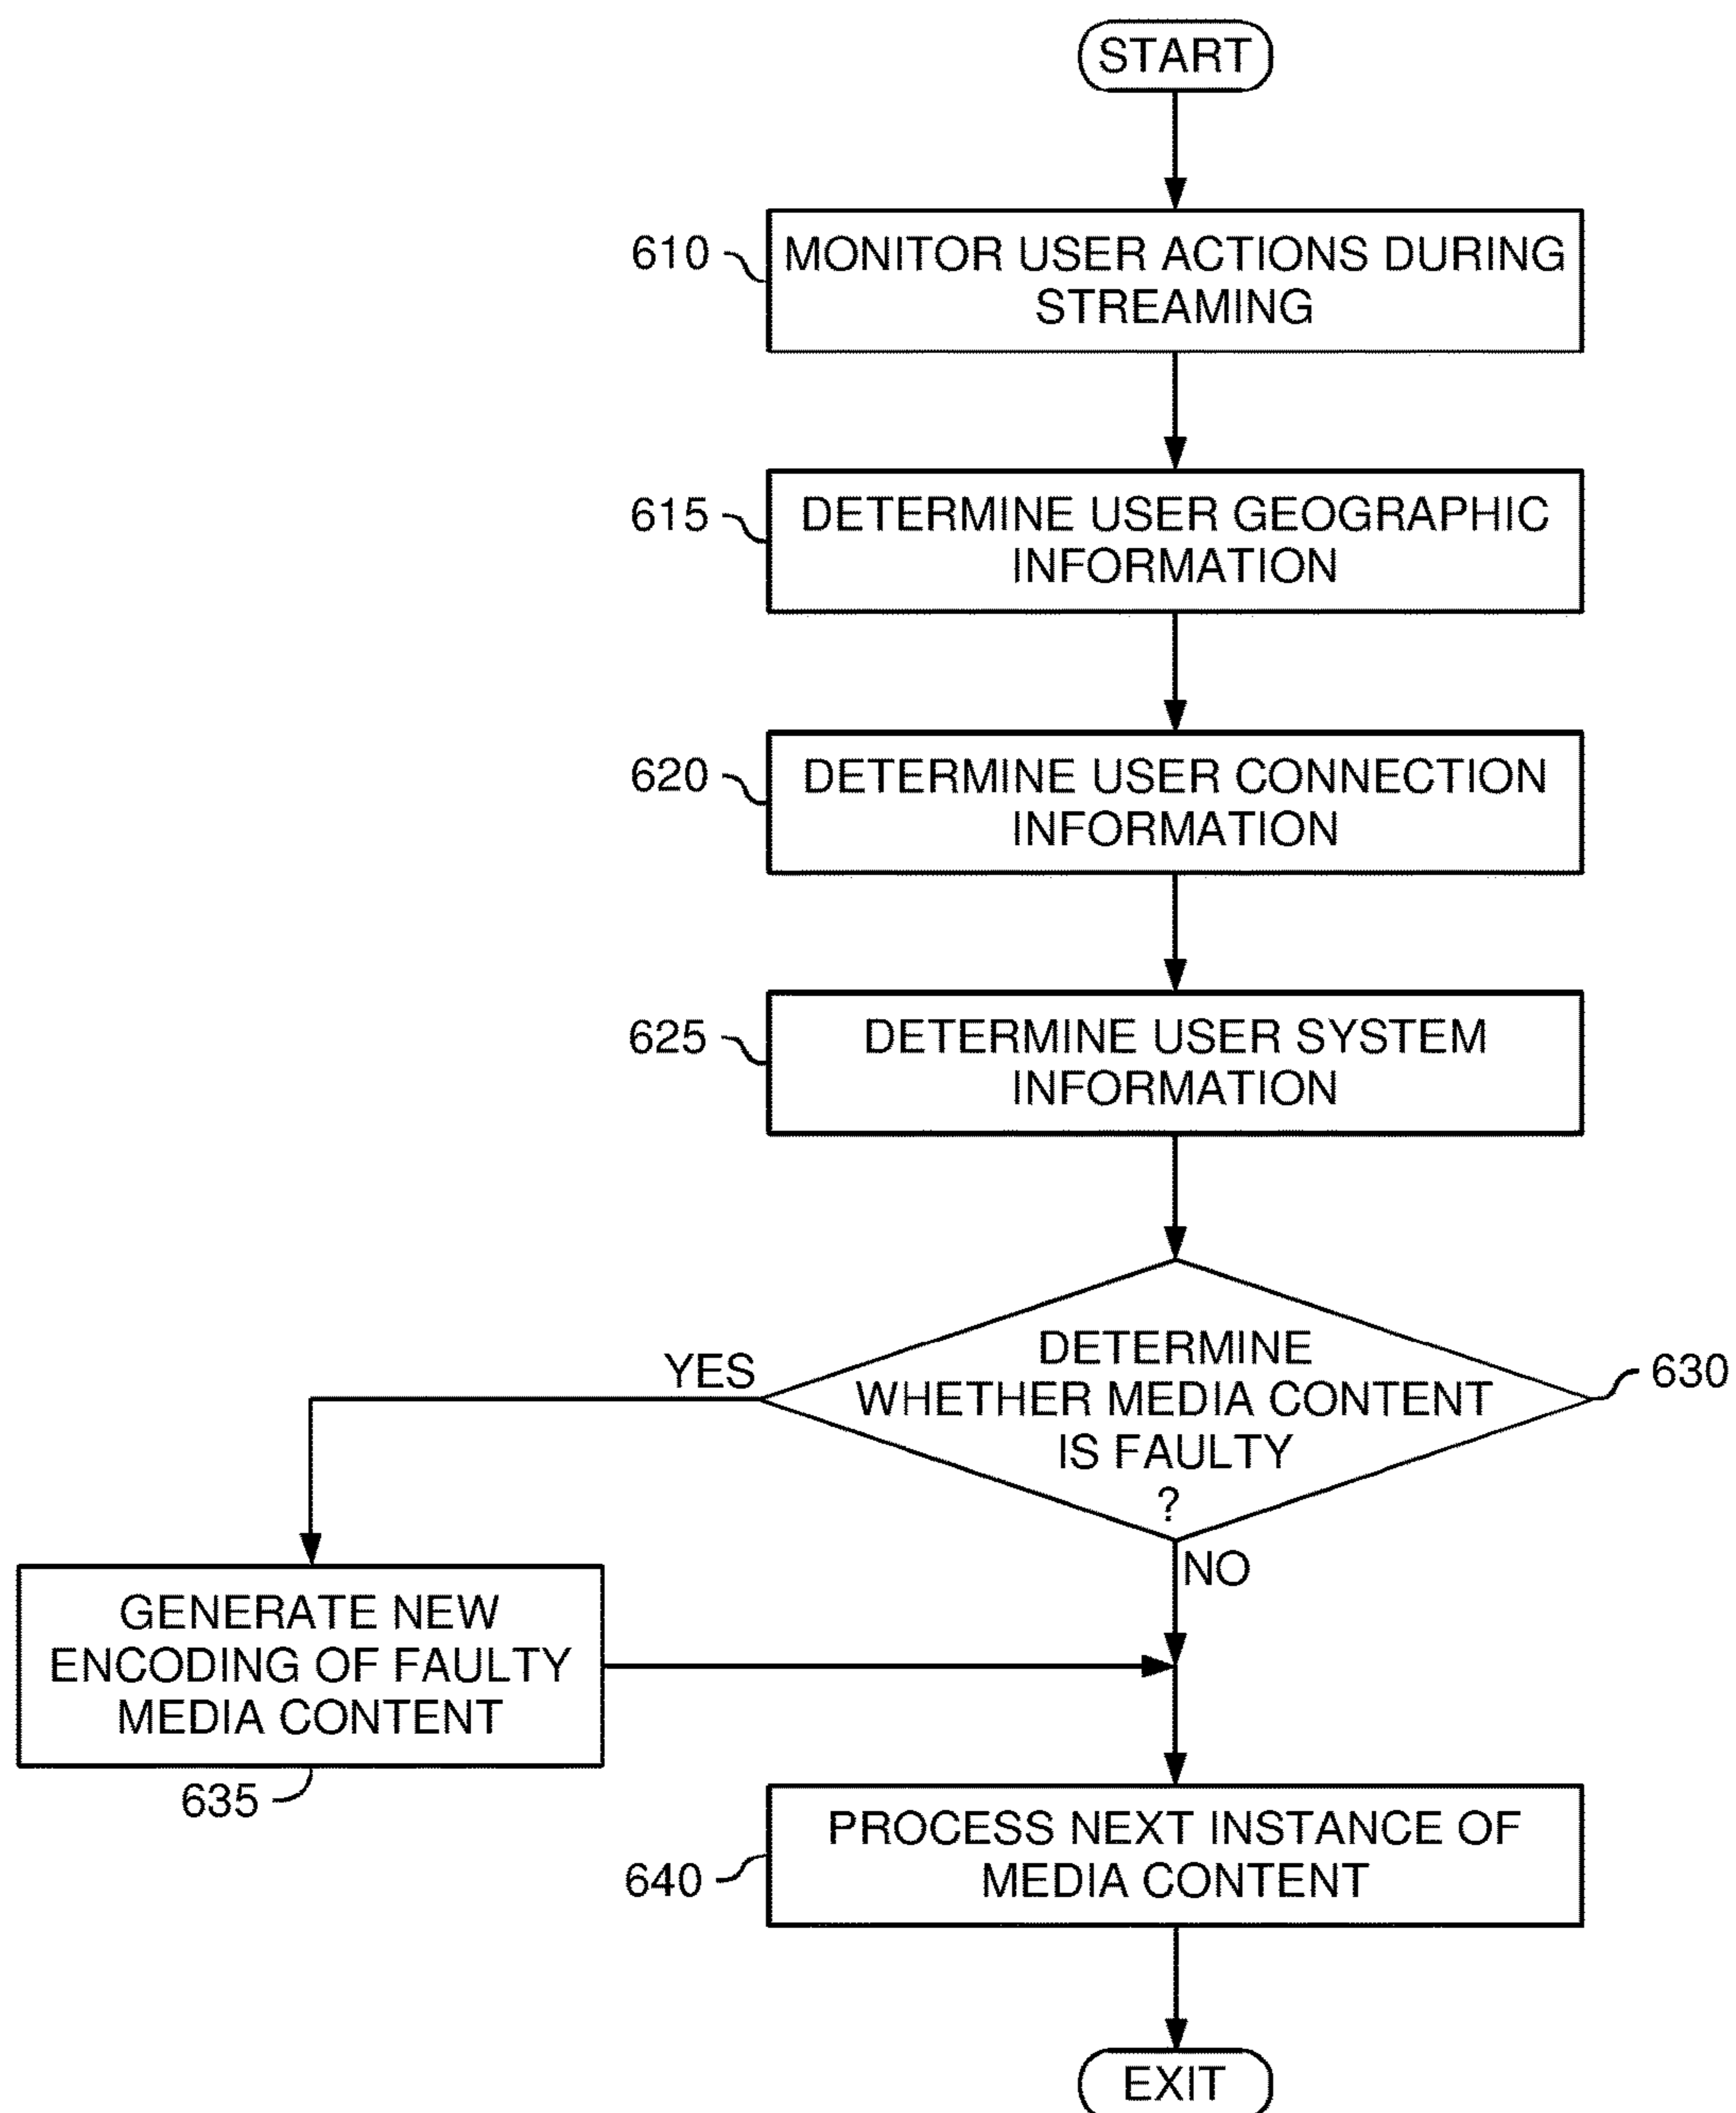 START
610
MONITOR USER ACTIONS DURING
STREAMING
615
DETERMINE USER GEOGRAPHIC
INFORMATION
620
DETERMINE USER CONNECTION
INFORMATION
625
DETERMINE USER SYSTEM
INFORMATION
YES
DETERMINE
WHETHER MEDIA CONTENT
IS FAULTY
?
630
NO
GENERATE NEW
ENCODING OF FAULTY
MEDIA CONTENT
635
PROCESS NEXT INSTANCE OF
MEDIA CONTENT
640
EXIT